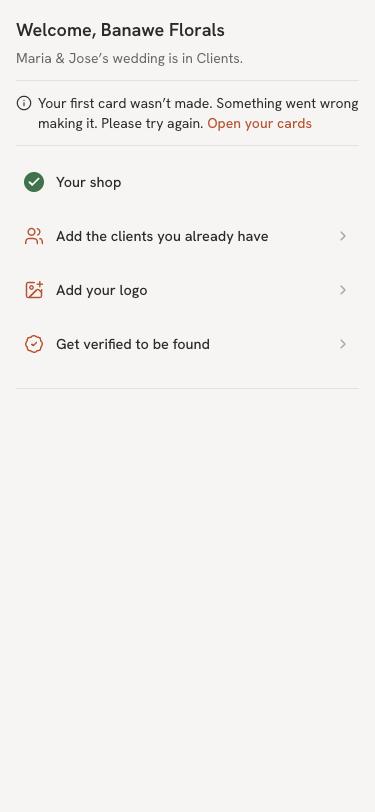 Welcome, Banawe Florals
Maria & Jose’s wedding is in Clients.
Your first card wasn’t made. Something went wrong
making it. Please try again. Open your cards
Your shop
Add the clients you already have
Add your logo
Get verified to be found